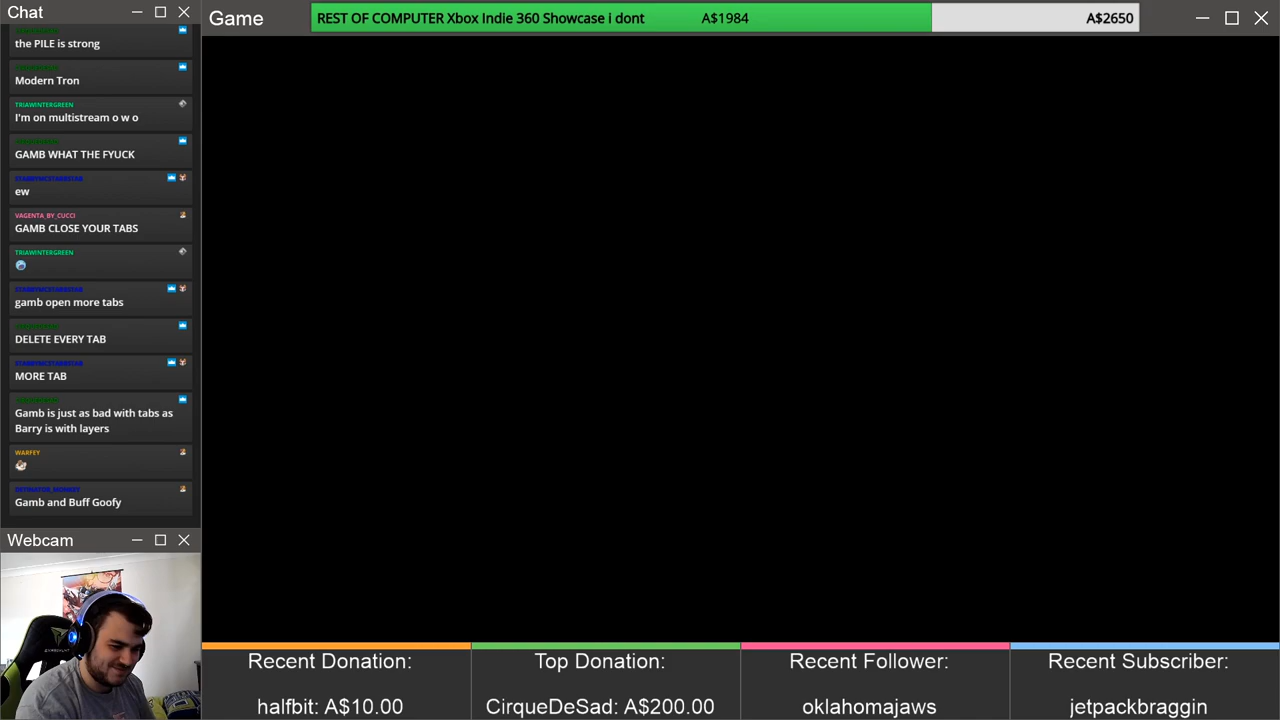 Chat
the PILE is strong
Modern Tron
TRIAWINTERGREEN
I'm on multistream o w o
GAMB WHAT THE FYUCK
ew
VAGENTA_BY_CUCCI
GAMB CLOSE YOUR TABS
TRIAWINTERGREEN
gamb open more tabs
DELETE EVERY TAB
MORE TAB
Gamb is just as bad with tabs as
Barry is with layers
WARFEY
Gamb and Buff Goofy
Webcam
Game
REST OF COMPUTER Xbox Indie 360 Showcase i dont
A$1984
A$2650
Recent Donation:
halfbit: A$10.00
Top Donation:
CirqueDeSad: A$200.00
Recent Follower:
oklahomajaws
Recent Subscriber:
jetpackbraggin